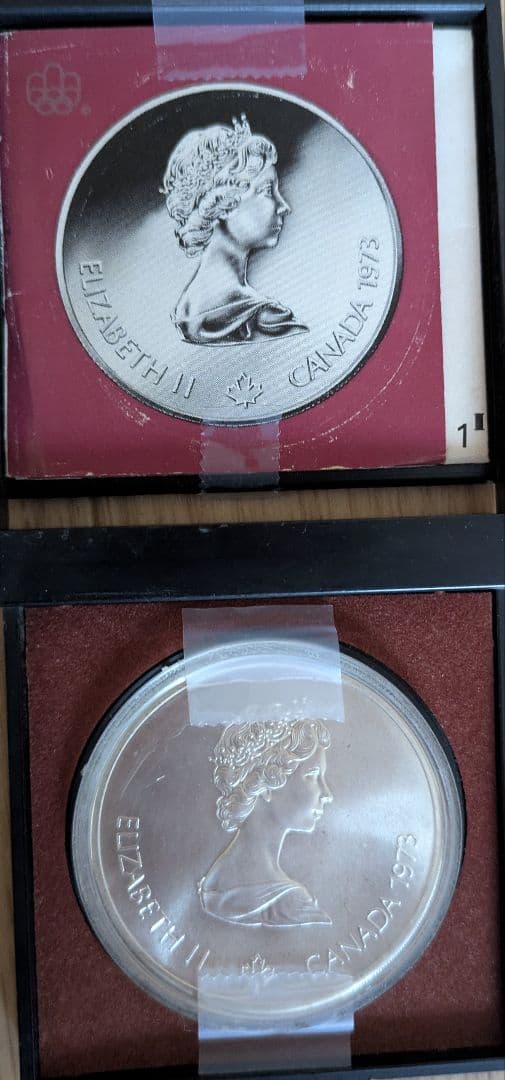 ®
ELIZABETH II
CANADA 1973
1
ELIZABETH II
CANADA 1973